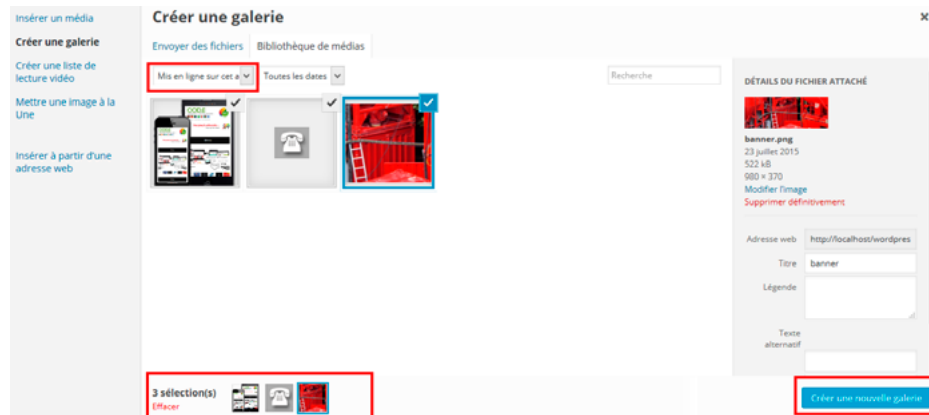 Insérer un média
Créer une galerie
Créer une liste de
lecture vidéo
Mettre une image à la
Une
Insérer à partir d'une
adresse web
Créer une galerie
Envoyer des fichiers
Bibliothèque de médias
Mis en ligne sur cet a
Toutes les dates
Recherche
DÉTAILS DU FICHIER ATTACHÉ
banner.png
23 juillet 2015
522 kB
980 × 370
Modifier l'image
Supprimer définitivement
Adresse web
http://localhost/wordpres
Titre
banner
Légende
Texte
alternatif
3 sélection(s)
Effacer
Créer une nouvelle galerie